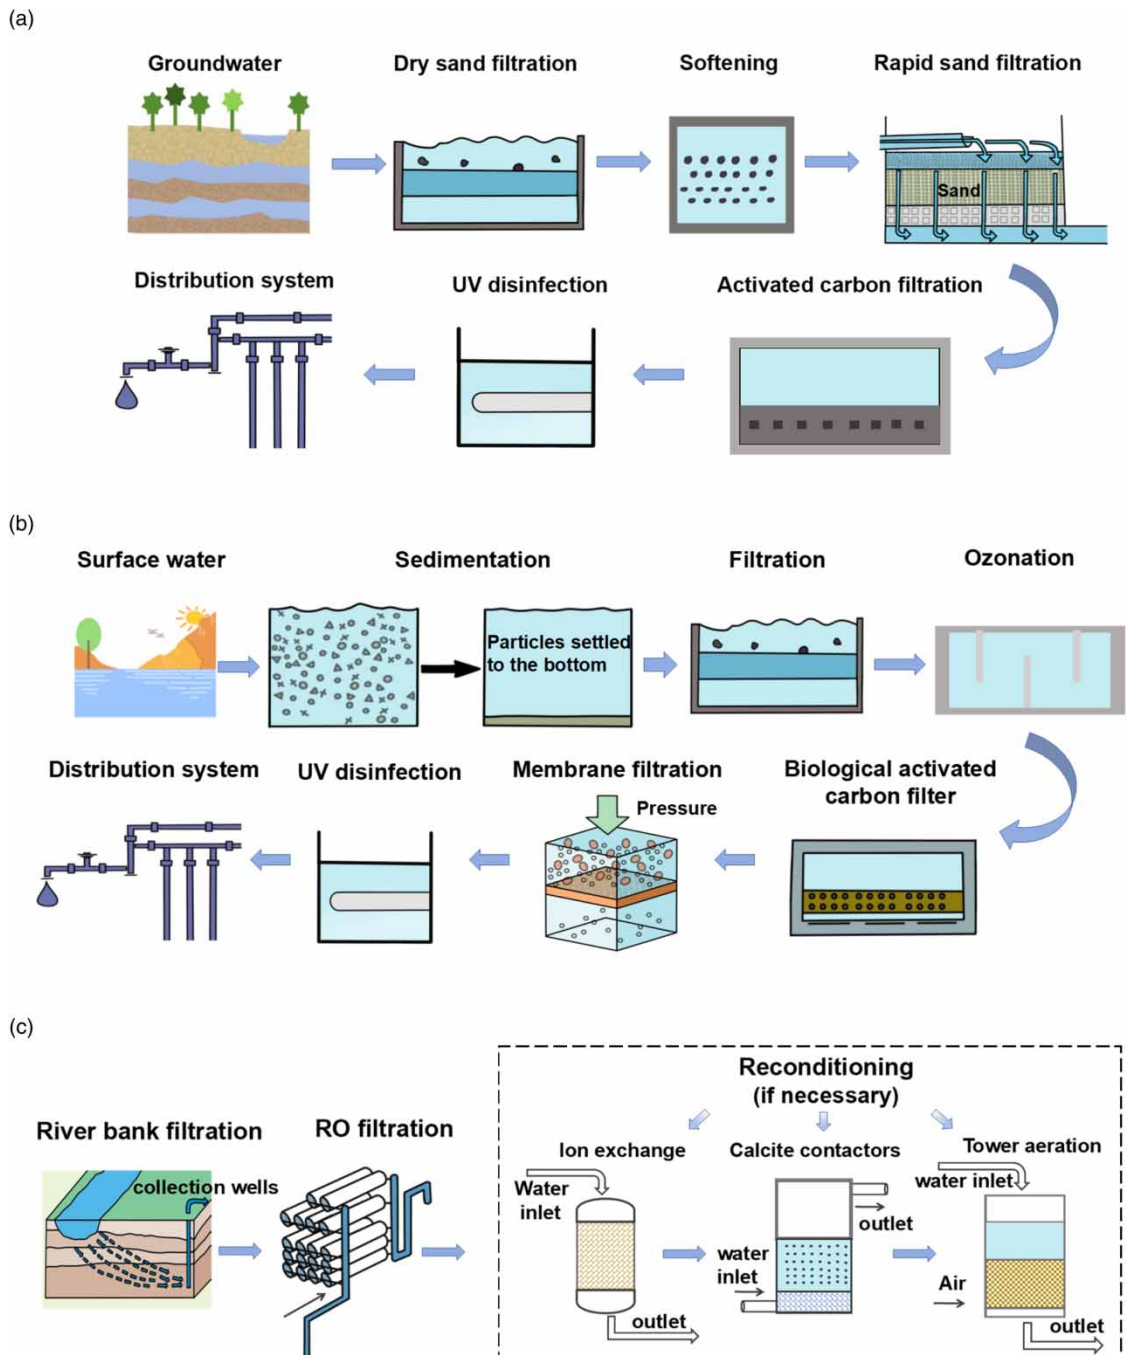 (a)
Groundwater
Dry sand filtration
Softening
Rapid sand filtration
Sand
Distribution system
UV disinfection
Activated carbon filtration
(b)
Surface water
Sedimentation
Filtration
Ozonation
Particles settled
to the bottom
Distribution system
UV disinfection
Membrane filtration
Biological activated
carbon filter
Pressure
(c)
Reconditioning
(if necessary)
River bank filtration
RO filtration
Ion exchange
Calcite contactors
Tower aeration
collection wells
Water
inlet
outlet
water
inlet
outlet
water inlet
Air
outlet